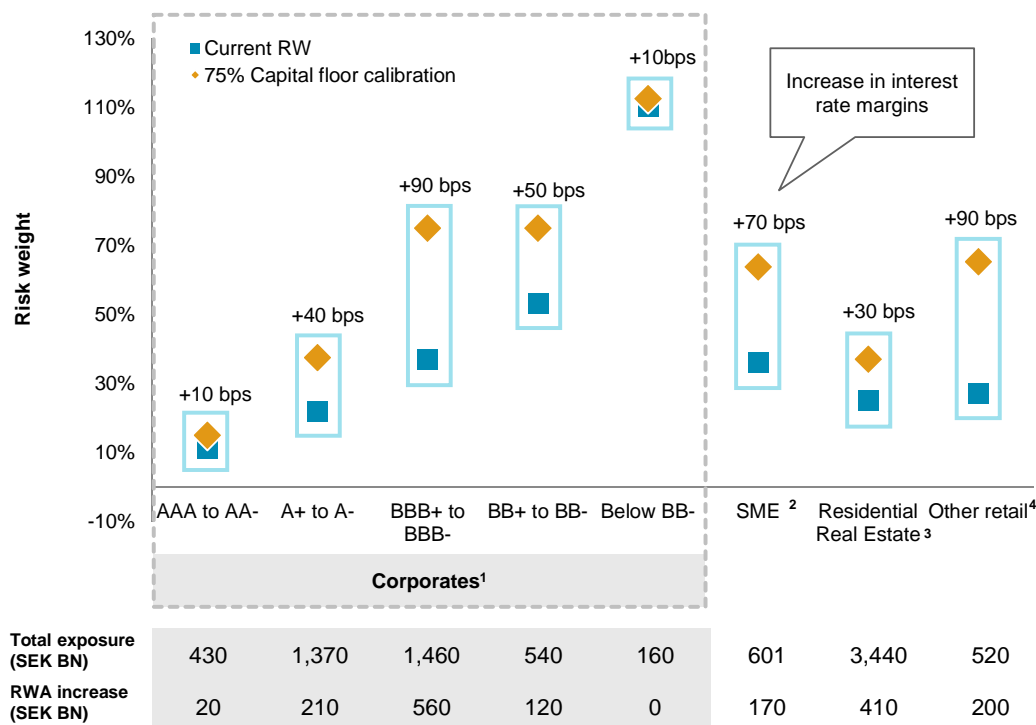 130%
110%
90%
70%
50%
30%
10%
-10%
Risk weight
Current RW
75% Capital floor calibration
+10 bps
+40 bps
+90 bps
+50 bps
+10bps
+70 bps
+30 bps
+90 bps
Increase in interest
rate margins
AAA to AA-
A+ to A-
BBB+ to
BBB-
BB+ to BB-
Below BB-
SME 2
Residential
Real Estate 3
Other retail4
Corporates1
Total exposure
(SEK BN)
430 1,370 1,460 540 160 601 3,440 520
RWA increase
(SEK BN)
20 210 560 120 0 170 410 200